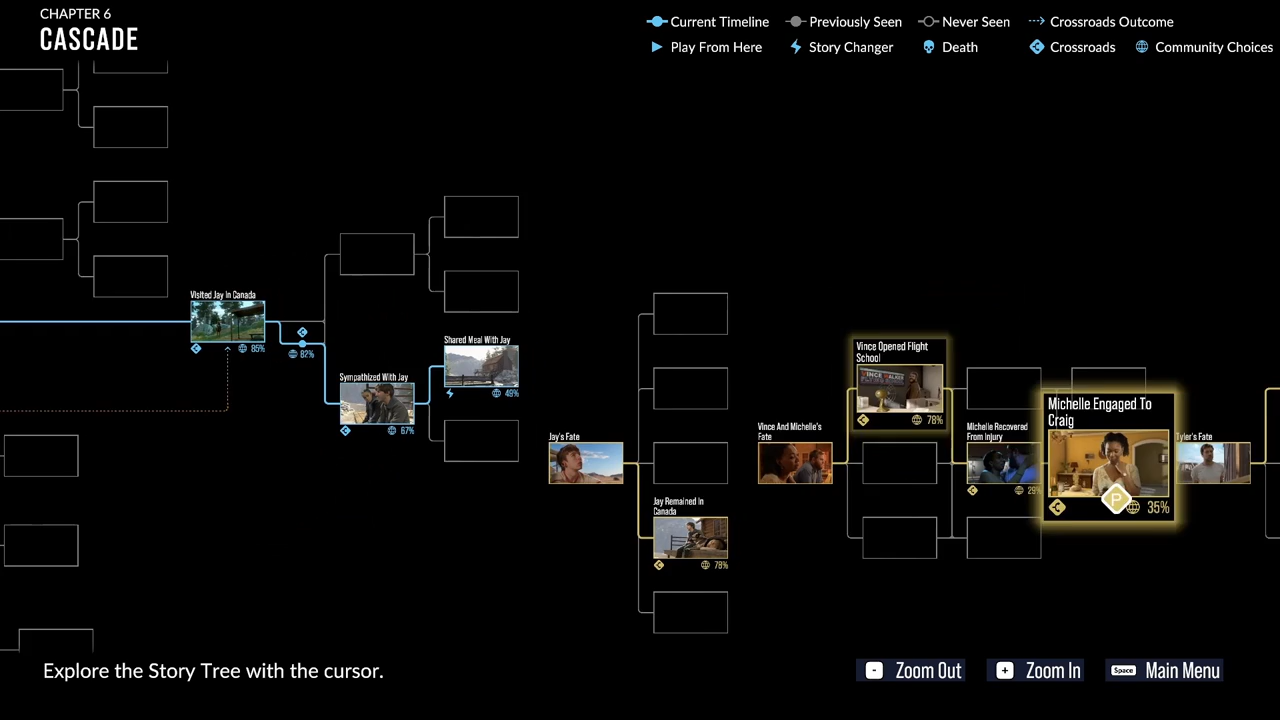 CHAPTER 6
CASCADE
Current Timeline
Previously Seen
Never Seen
Crossroads Outcome
Play From Here
Story Changer
Death
Crossroads
Community Choices
Visited Jay In Canada
85%
82%
Sympathized With Jay
67%
Shared Meal With Jay
49%
Jay's Fate
Jay Remained In
Canada
78%
Vince And Michelle's
Fate
Vince Opened Flight
School
VINCE WALKER
78%
Michelle Recovered
From Injury
29%
Michelle Engaged To
Craig
P
35%
Tyler's Fate
Explore the Story Tree with the cursor.
- Zoom Out
+ Zoom In
Space Main Menu